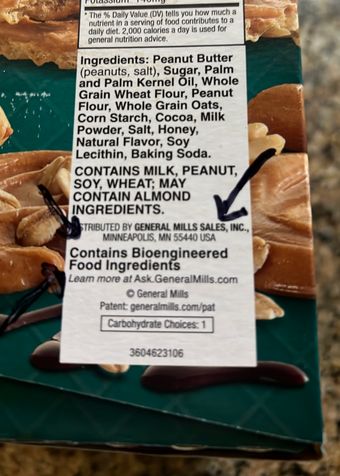 * The % Daily Value (DV) tells you how much a
nutrient in a serving of food contributes to a
daily diet. 2,000 calories a day is used for
general nutrition advice.
Ingredients: Peanut Butter
(peanuts, salt), Sugar, Palm
and Palm Kernel Oil, Whole
Grain Wheat Flour, Peanut
Flour, Whole Grain Oats,
Corn Starch, Cocoa, Milk
Powder, Salt, Honey,
Natural Flavor, Soy
Lecithin, Baking Soda.
CONTAINS MILK, PEANUT,
SOY, WHEAT; MAY
CONTAIN ALMOND
INGREDIENTS.
STRIBUTED BY GENERAL MILLS SALES, INC.,
MINNEAPOLIS, MN 55440 USA
Contains Bioengineered
Food Ingredients
Learn more at Ask.GeneralMills.com
© General Mills
Patent: generalmills.com/pat
Carbohydrate Choices: 1
3604623106